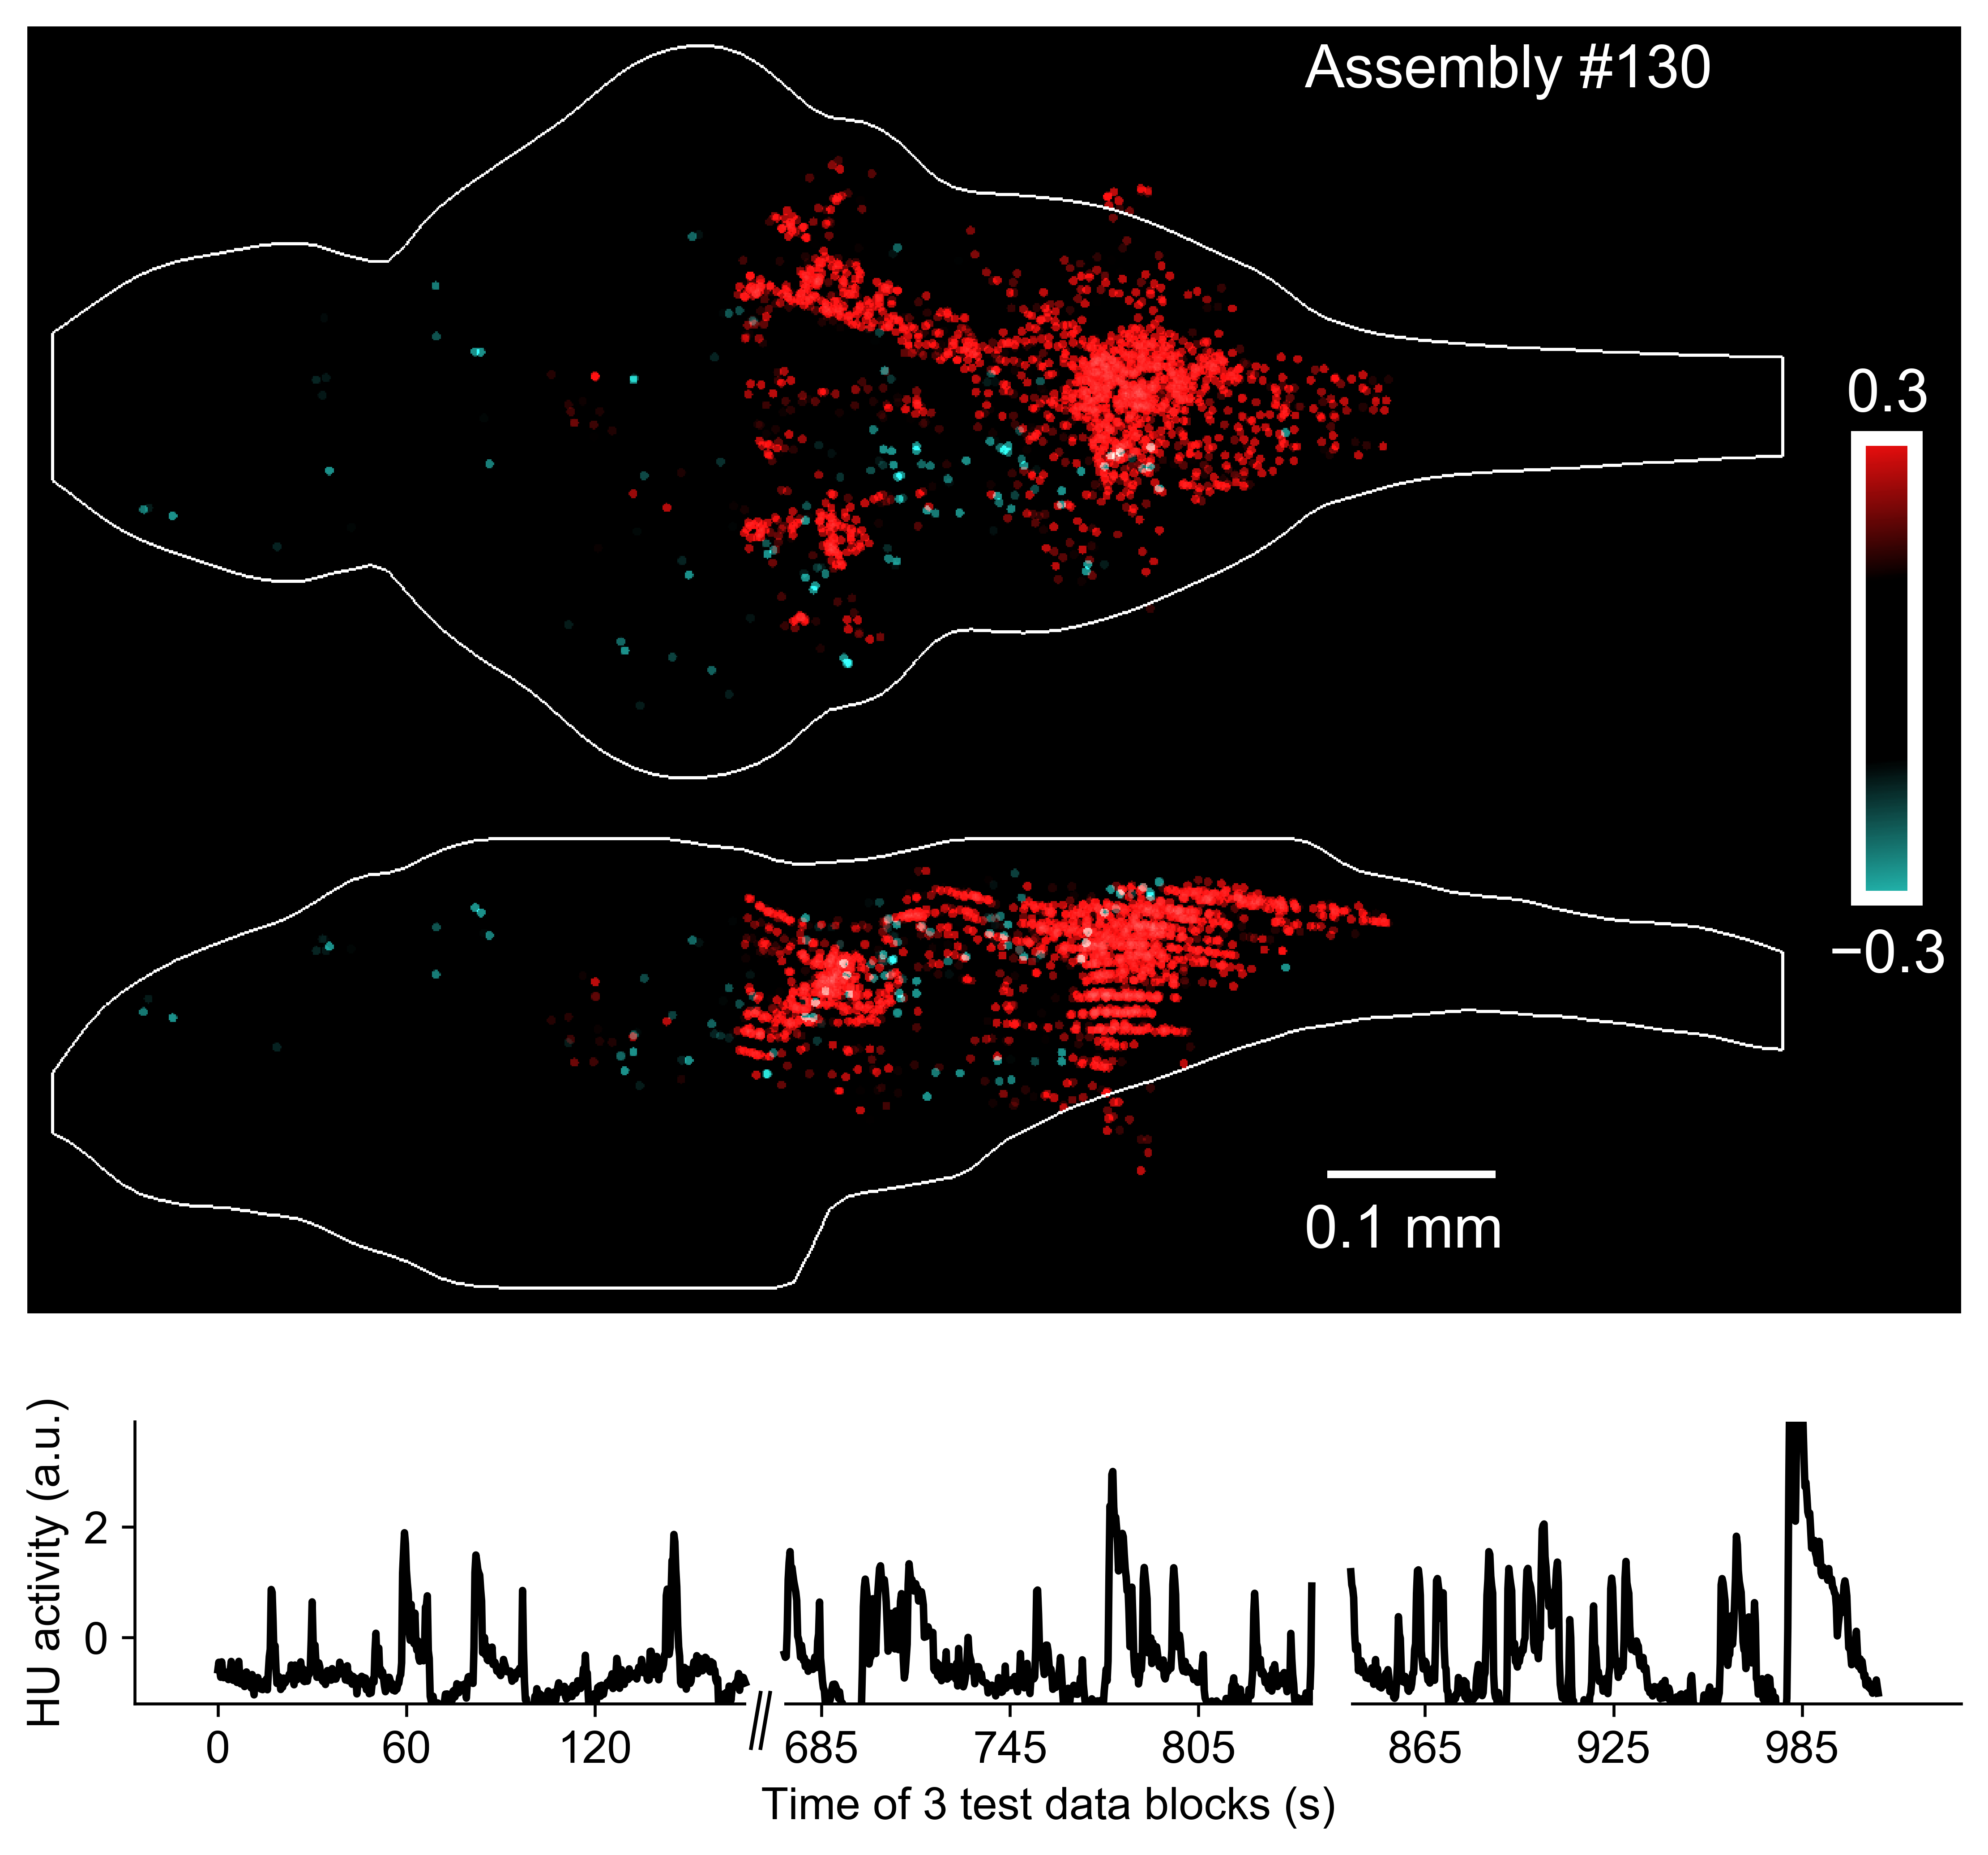 Assembly #130
0.3
−0.3
0.1 mm
HU activity (a.u.)
2
0
0 60 120 685 745 805 865 925 985
Time of 3 test data blocks (s)